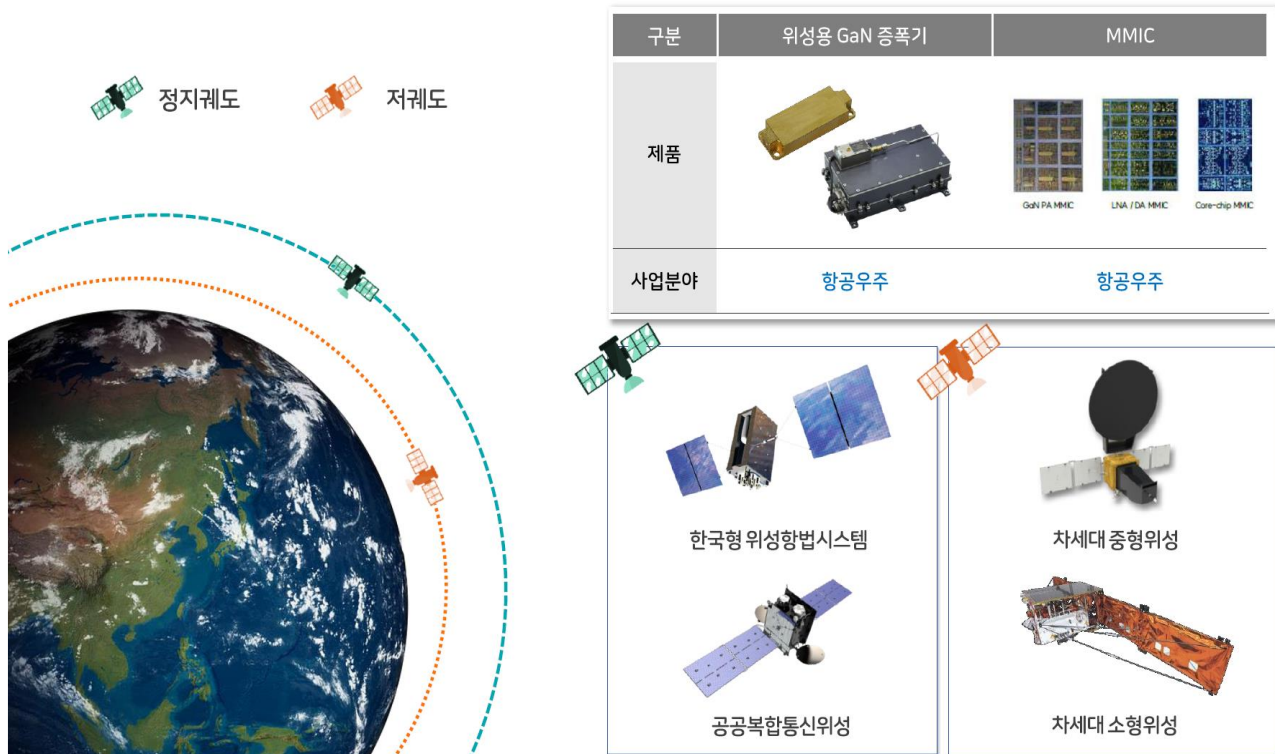 정지궤도
저궤도
구분
위성용 GaN 증폭기
MMIC
제품
GaN PA MMIC
LNA / DA MMIC
Core-chip MMIC
사업분야
항공우주
항공우주
한국형 위성항법시스템
차세대 중형위성
공공복합통신위성
차세대 소형위성